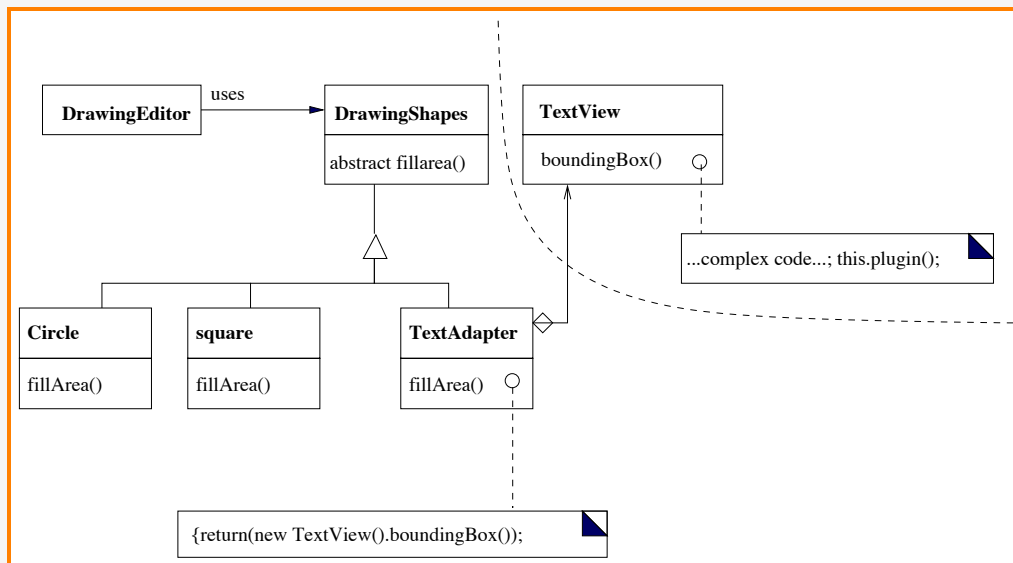 uses
DrawingEditor
DrawingShapes
TextView
abstract fillarea()
boundingBox()
...complex code...; this.plugin();
Circle
square
TextAdapter
fillArea()
fillArea()
fillArea()
{return(new TextView().boundingBox());